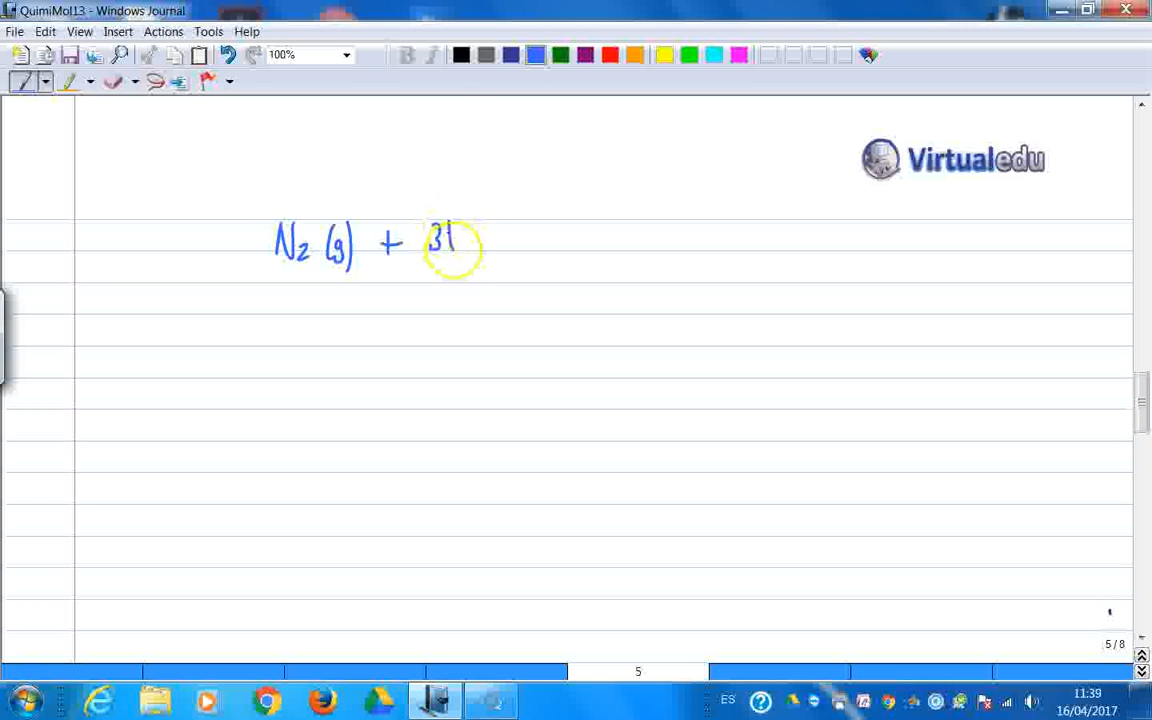 QuimiMol13 - Windows Journal
File Edit View Insert Actions Tools Help
100%
Virtualedu
N2 (g) + 3
5 / 8
5
ES
11:39
16/04/2017